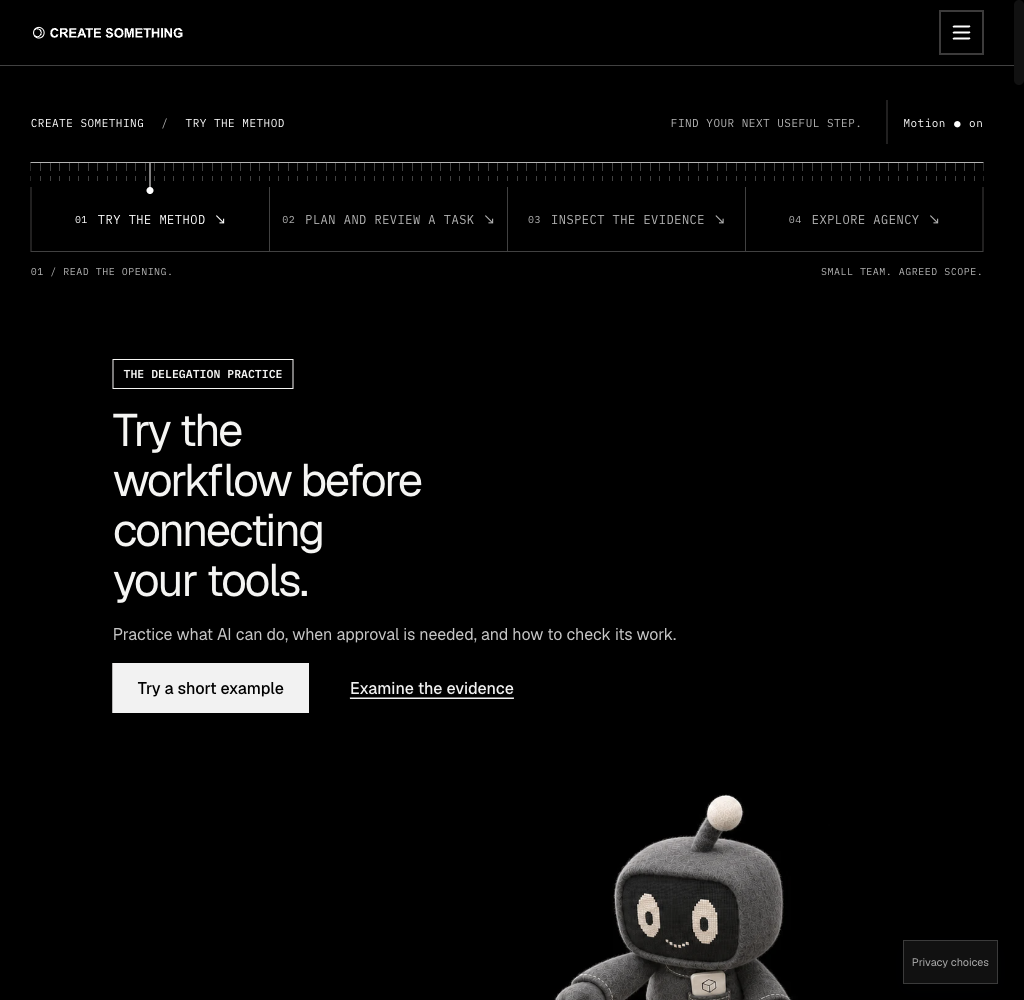 CREATE SOMETHING
CREATE SOMETHING / TRY THE METHOD
FIND YOUR NEXT USEFUL STEP.
Motion ● on
01 TRY THE METHOD ↘
02 PLAN AND REVIEW A TASK ↘
03 INSPECT THE EVIDENCE ↘
04 EXPLORE AGENCY ↘
01 / READ THE OPENING.
SMALL TEAM. AGREED SCOPE.
THE DELEGATION PRACTICE
Try the
workflow before
connecting
your tools.
Practice what AI can do, when approval is needed, and how to check its work.
Try a short example
Examine the evidence
Privacy choices